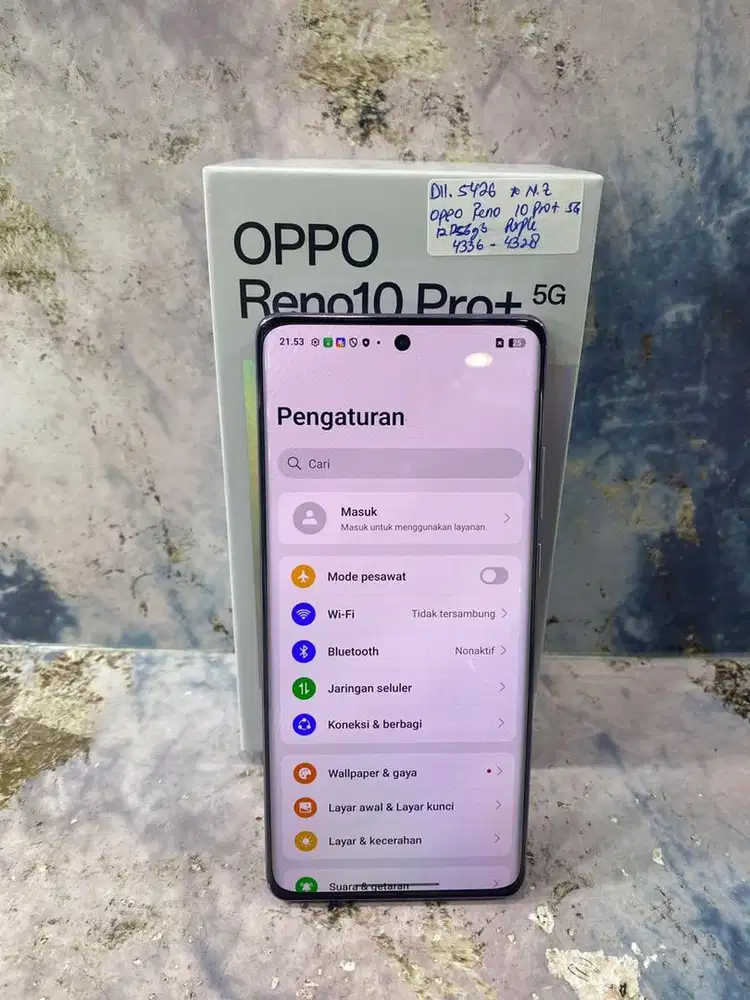 DII. 5426 * N.Z
OPPO Reno 10 Pro+ 5G
12/256gb Purple
4336 - 4328
OPPO
Reno10 Pro+ 5G
21.53
25
Pengaturan
Cari
Masuk
Masuk untuk menggunakan layanan.
Mode pesawat
Wi-Fi Tidak tersambung
Bluetooth Nonaktif
Jaringan seluler
Koneksi & berbagi
Wallpaper & gaya
Layar awal & Layar kunci
Layar & kecerahan
Suara & getaran